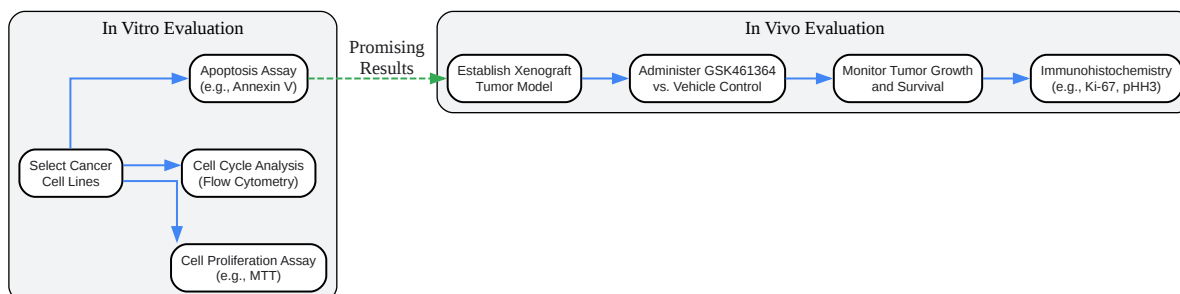 In Vitro Evaluation
Apoptosis Assay
(e.g., Annexin V)
Select Cancer
Cell Lines
Cell Cycle Analysis
(Flow Cytometry)
Cell Proliferation Assay
(e.g., MTT)
Promising
Results
In Vivo Evaluation
Establish Xenograft
Tumor Model
Administer GSK461364
vs. Vehicle Control
Monitor Tumor Growth
and Survival
Immunohistochemistry
(e.g., Ki-67, pHH3)